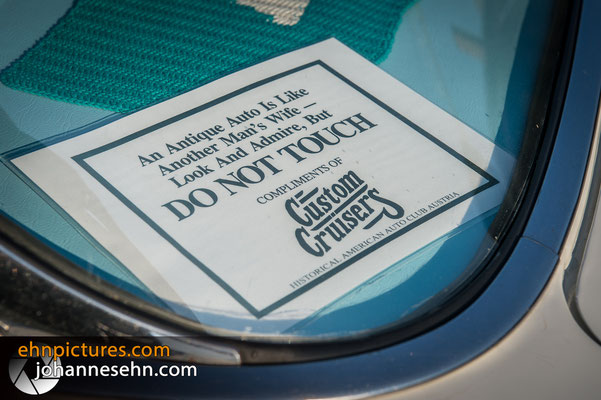 An Antique Auto Is Like
Another Man's Wife —
Look And Admire, But
DO NOT TOUCH
COMPLIMENTS OF
Custom
Cruisers
HISTORICAL AMERICAN AUTO CLUB AUSTRIA
ehnpictures.com
johannesehn.com